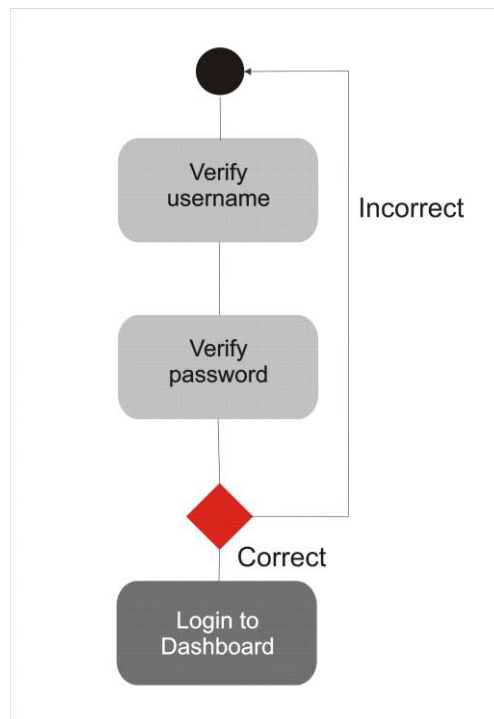 Verify
username
Incorrect
Verify
password
Correct
Login to
Dashboard